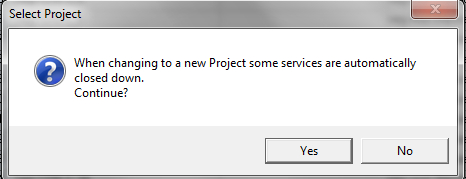 Select Project
When changing to a new Project some services are automatically
closed down.
Continue?
Yes
No